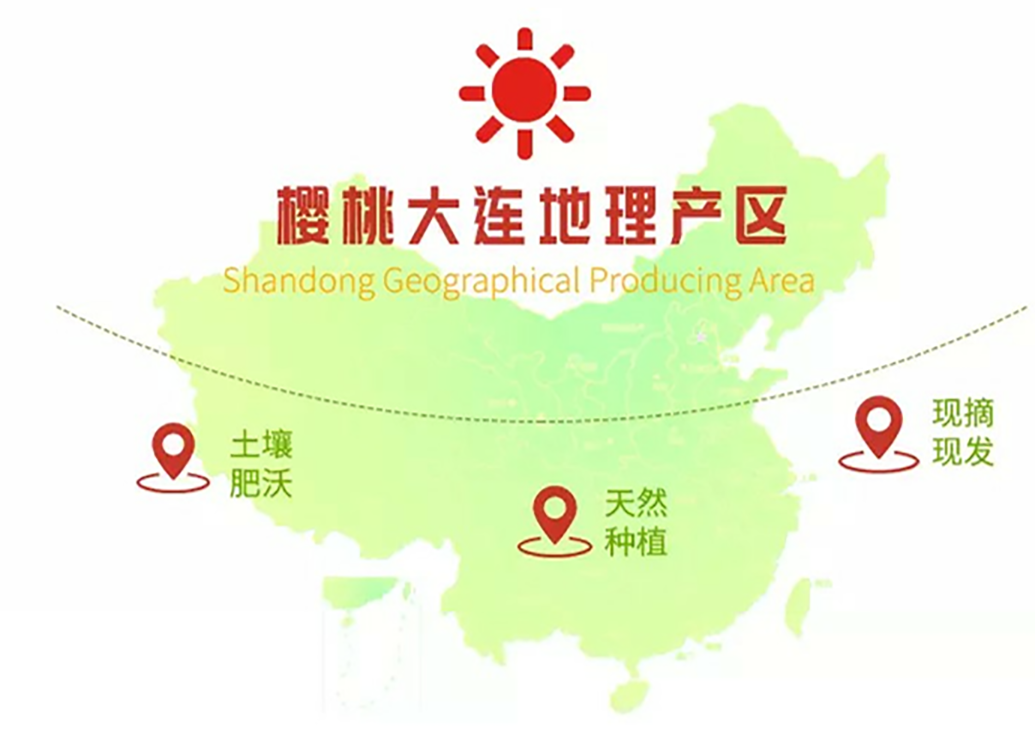 樱桃大连地理产区
Shandong Geographical Producing Area
现摘
现发
土壤
肥沃
天然
种植